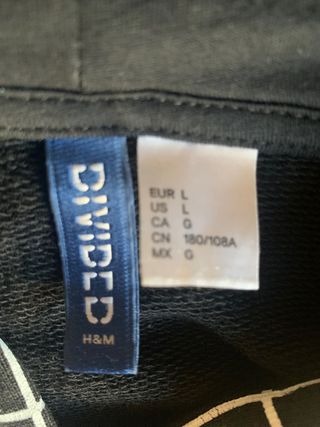 DIVIDED
H&M
EUR L
US L
CA G
CN 180/108A
MX G